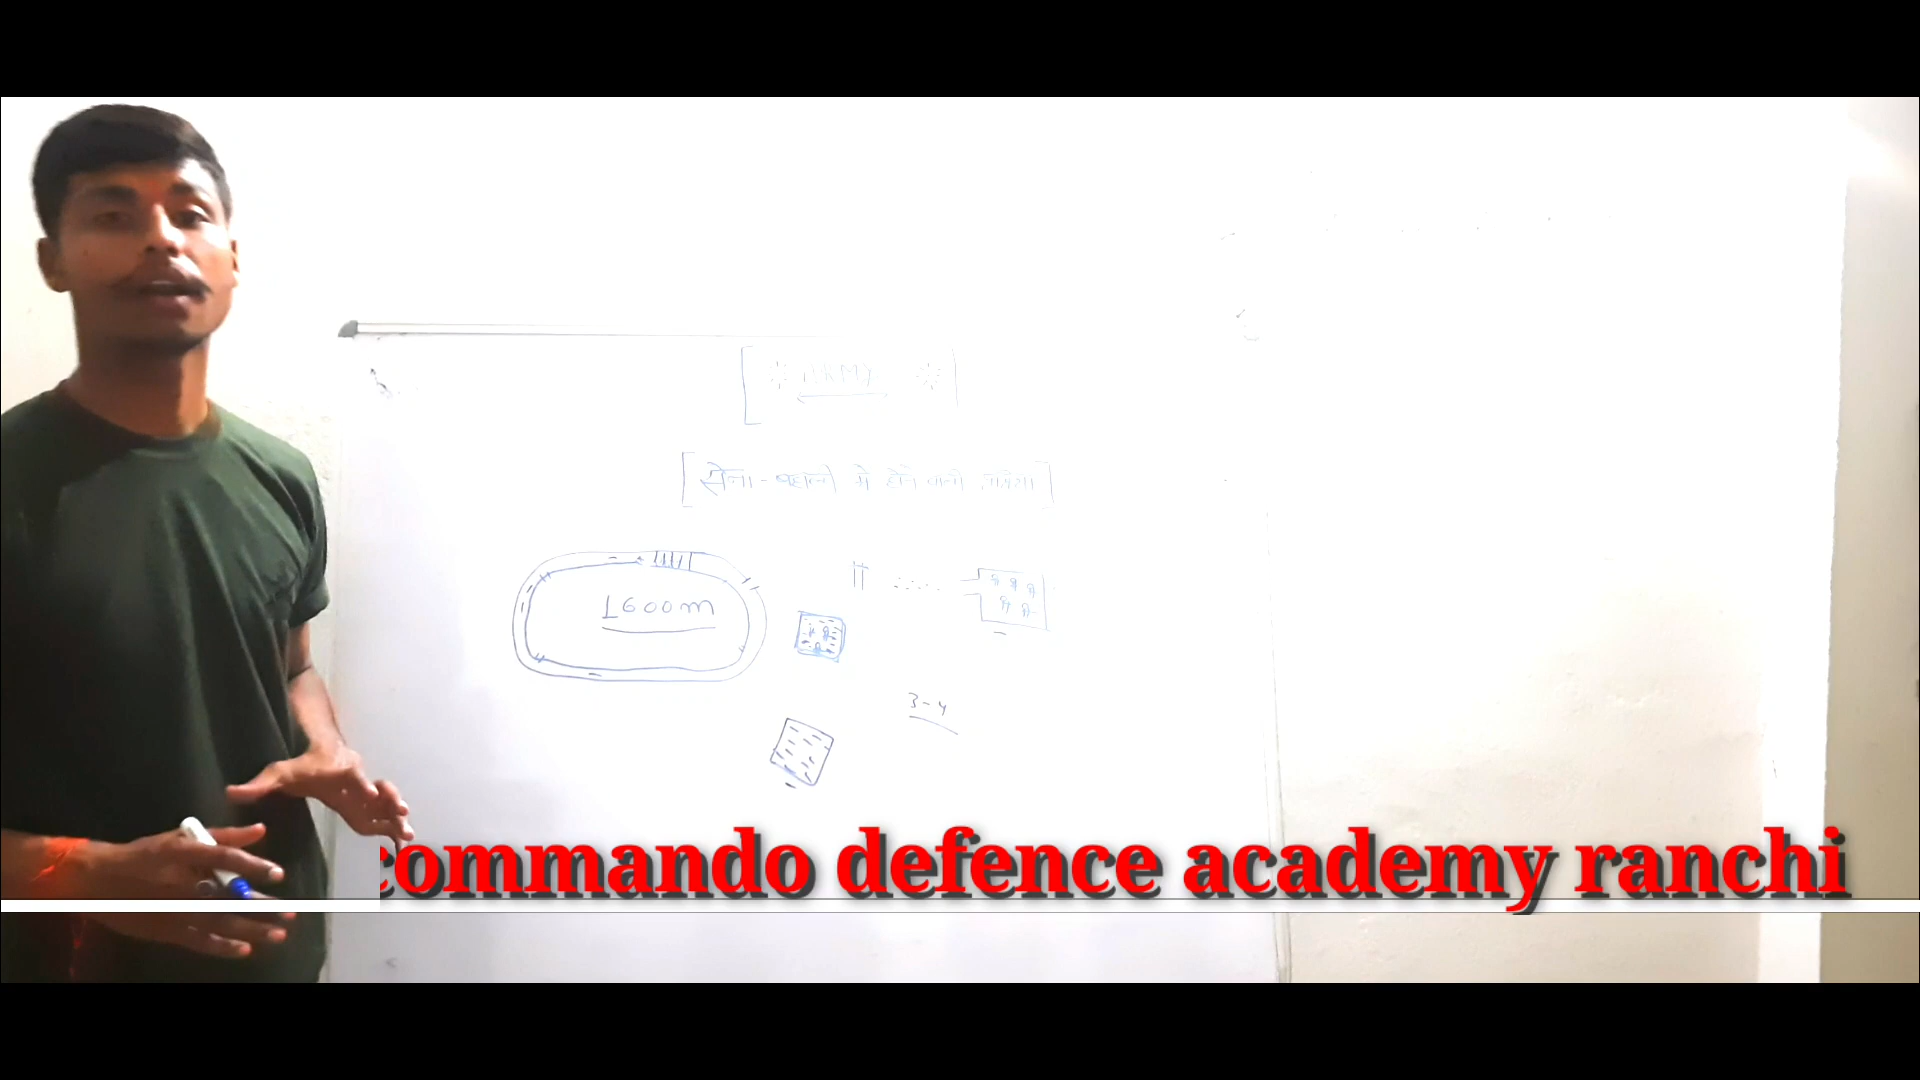 * ARMY *
सेना - बहाली में होने वाली प्रक्रिया
1600m
3-4
commando defence academy ranchi